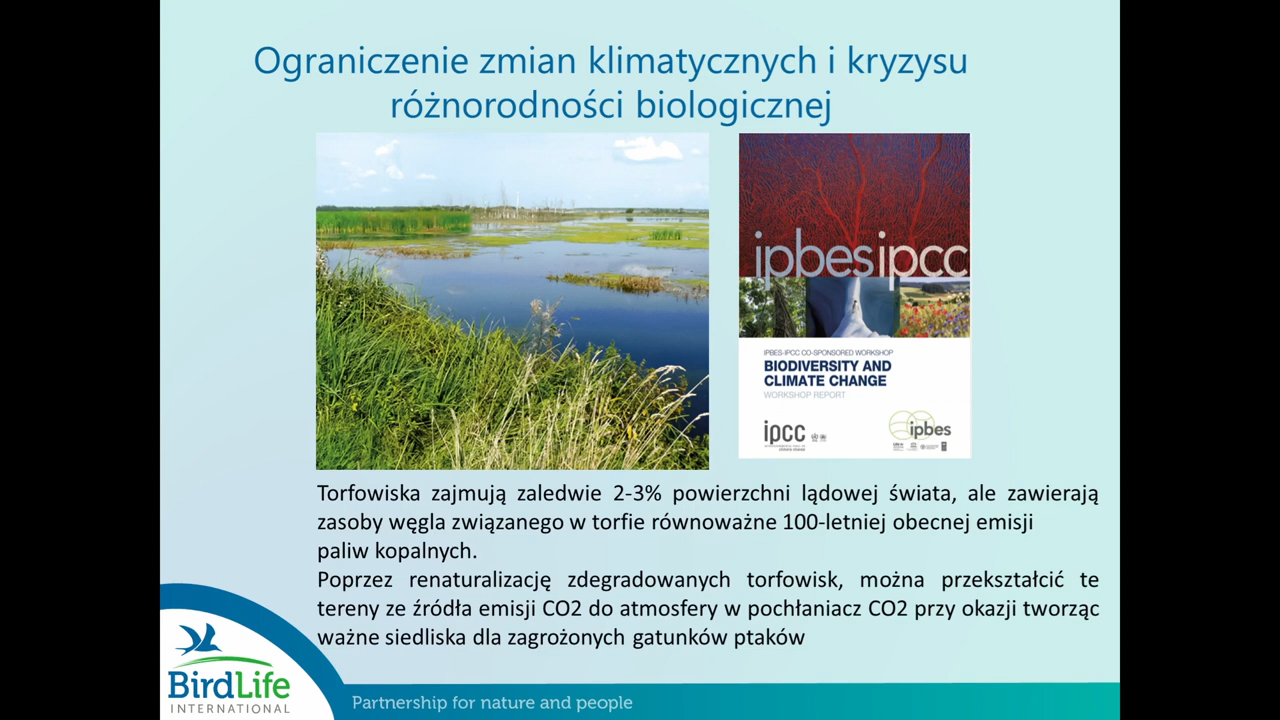 Ograniczenie zmian klimatycznych i kryzysu
różnorodności biologicznej
ipbes ipcc
IPBES-IPCC CO-SPONSORED WORKSHOP
BIODIVERSITY AND
CLIMATE CHANGE
WORKSHOP REPORT
ipcc
ipbes
Torfowiska zajmują zaledwie 2-3% powierzchni lądowej świata, ale zawierają
zasoby węgla związanego w torfie równoważne 100-letniej obecnej emisji
paliw kopalnych.
Poprzez renaturalizację zdegradowanych torfowisk, można przekształcić te
tereny ze źródła emisji CO2 do atmosfery w pochłaniacz CO2 przy okazji tworząc
ważne siedliska dla zagrożonych gatunków ptaków
BirdLife
INTERNATIONAL
Partnership for nature and people